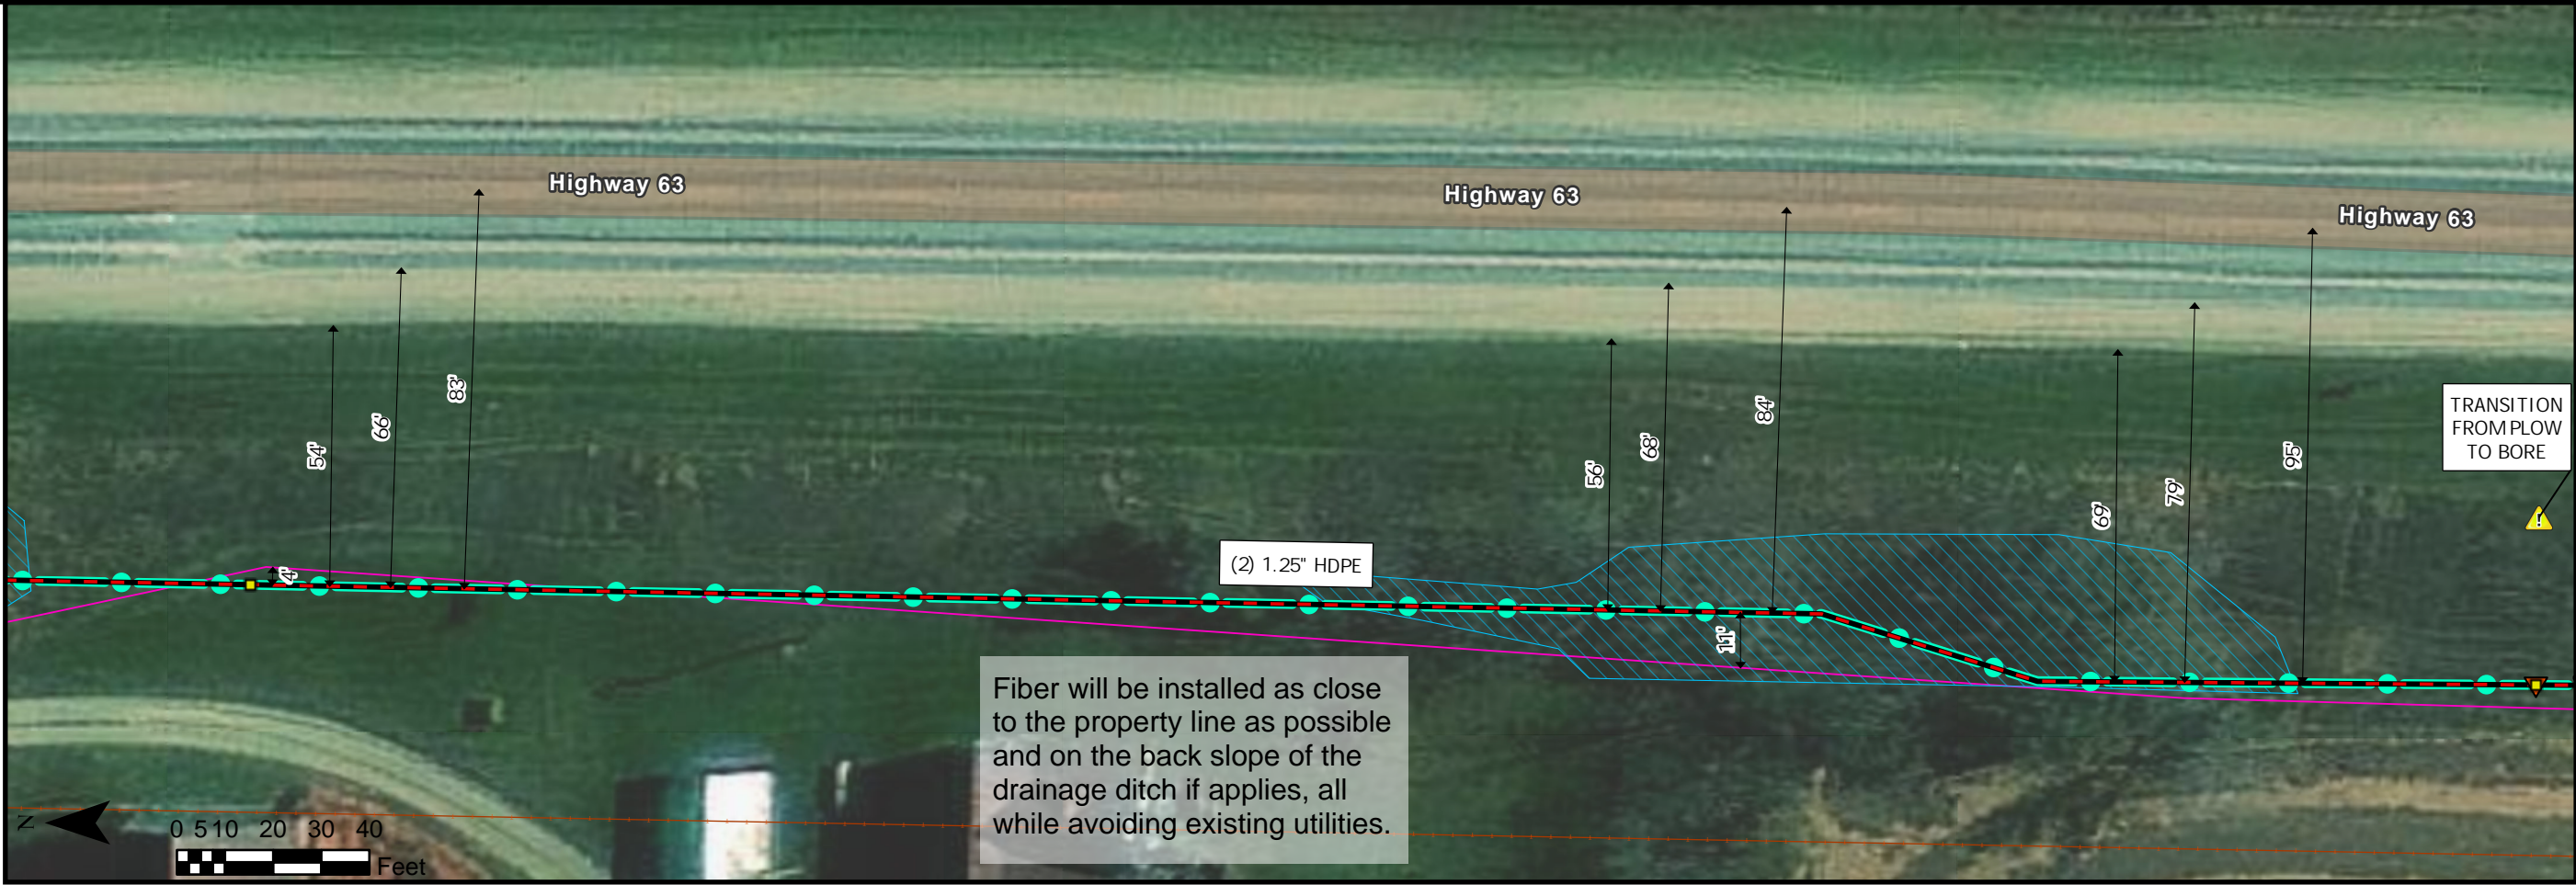 Highway 63
Highway 63
Highway 63
54'
66'
83'
56'
68'
84'
69'
79'
95'
TRANSITION
FROM PLOW
TO BORE
!
4'
(2) 1.25" HDPE
11'
Fiber will be installed as close
to the property line as possible
and on the back slope of the
drainage ditch if applies, all
while avoiding existing utilities.
N
0 5 10 20 30 40
Feet